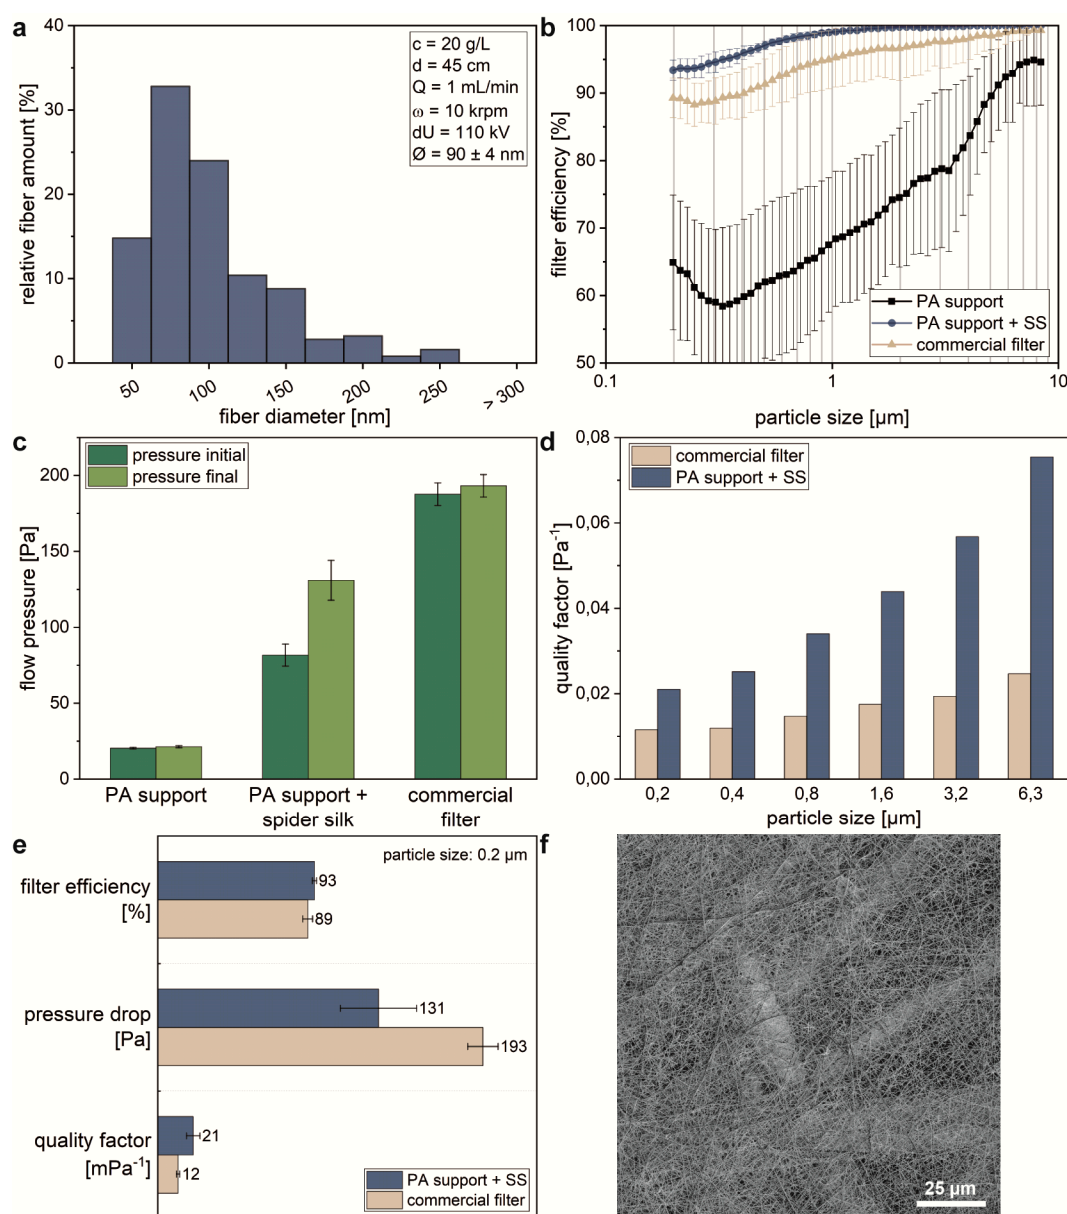 a
40
30
20
10
0
relative fiber amount [%]
c = 20 g/L
d = 45 cm
Q = 1 mL/min
ω = 10 krpm
dU = 110 kV
Ø = 90 ± 4 nm
50
100
150
200
250
> 300
fiber diameter [nm]
b
100
90
80
70
60
50
filter efficiency [%]
PA support
PA support + SS
commercial filter
0.1
1
10
particle size [µm]
c
pressure initial
pressure final
200
150
100
50
0
flow pressure [Pa]
PA support
PA support +
spider silk
commercial
filter
d
0,08
0,06
0,04
0,02
0,00
quality factor [Pa⁻¹]
commercial filter
PA support + SS
0,2
0,4
0,8
1,6
3,2
6,3
particle size [µm]
e
particle size: 0.2 µm
filter efficiency
[%]
93
89
pressure drop
[Pa]
131
193
quality factor
[mPa⁻¹]
21
12
PA support + SS
commercial filter
f
25 µm